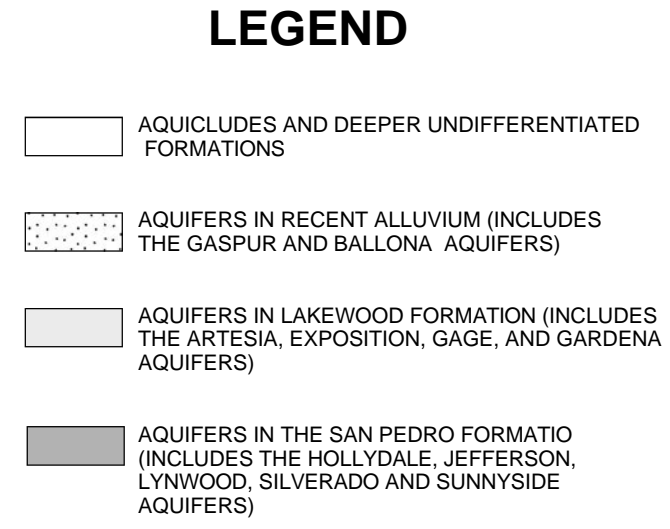 LEGEND
AQUICLUDES AND DEEPER UNDIFFERENTIATED
FORMATIONS
AQUIFERS IN RECENT ALLUVIUM (INCLUDES
THE GASPUR AND BALLONA AQUIFERS)
AQUIFERS IN LAKEWOOD FORMATION (INCLUDES
THE ARTESIA, EXPOSITION, GAGE, AND GARDENA
AQUIFERS)
AQUIFERS IN THE SAN PEDRO FORMATIO
(INCLUDES THE HOLLYDALE, JEFFERSON,
LYNWOOD, SILVERADO AND SUNNYSIDE
AQUIFERS)